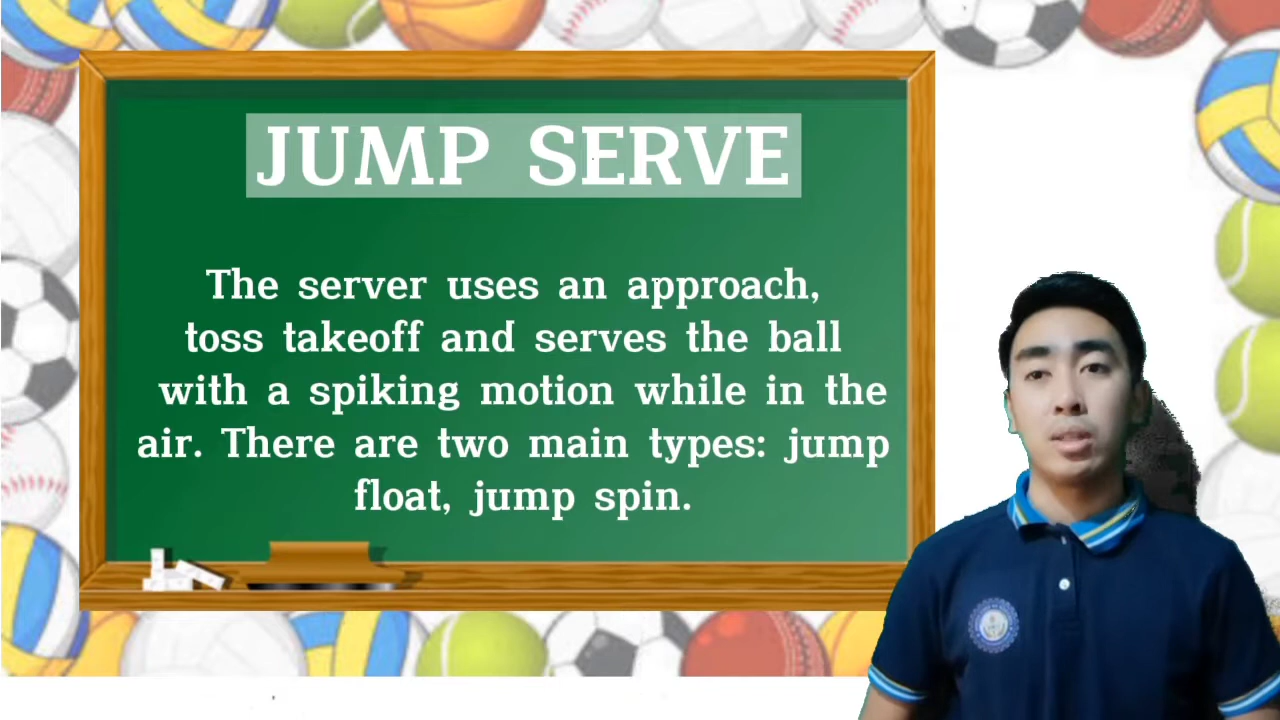 JUMP SERVE
The server uses an approach,
toss takeoff and serves the ball
with a spiking motion while in the
air. There are two main types: jump
float, jump spin.